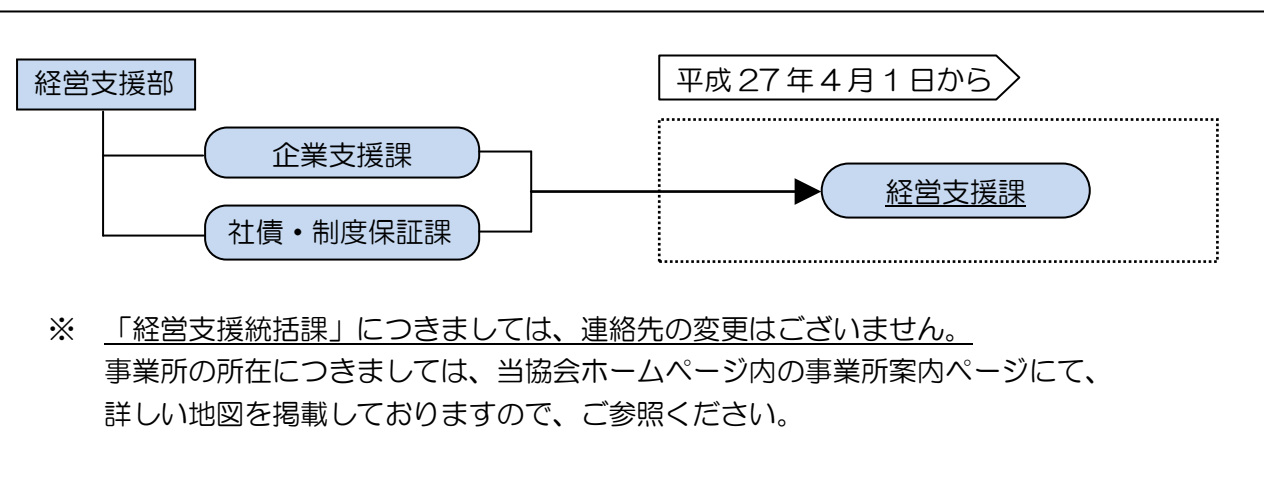 経営支援部
平成27年4月1日から
企業支援課
経営支援課
社債・制度保証課
※ 「経営支援統括課」につきましては、連絡先の変更はございません。
事業所の所在につきましては、当協会ホームページ内の事業所案内ページにて、
詳しい地図を掲載しておりますので、ご参照ください。